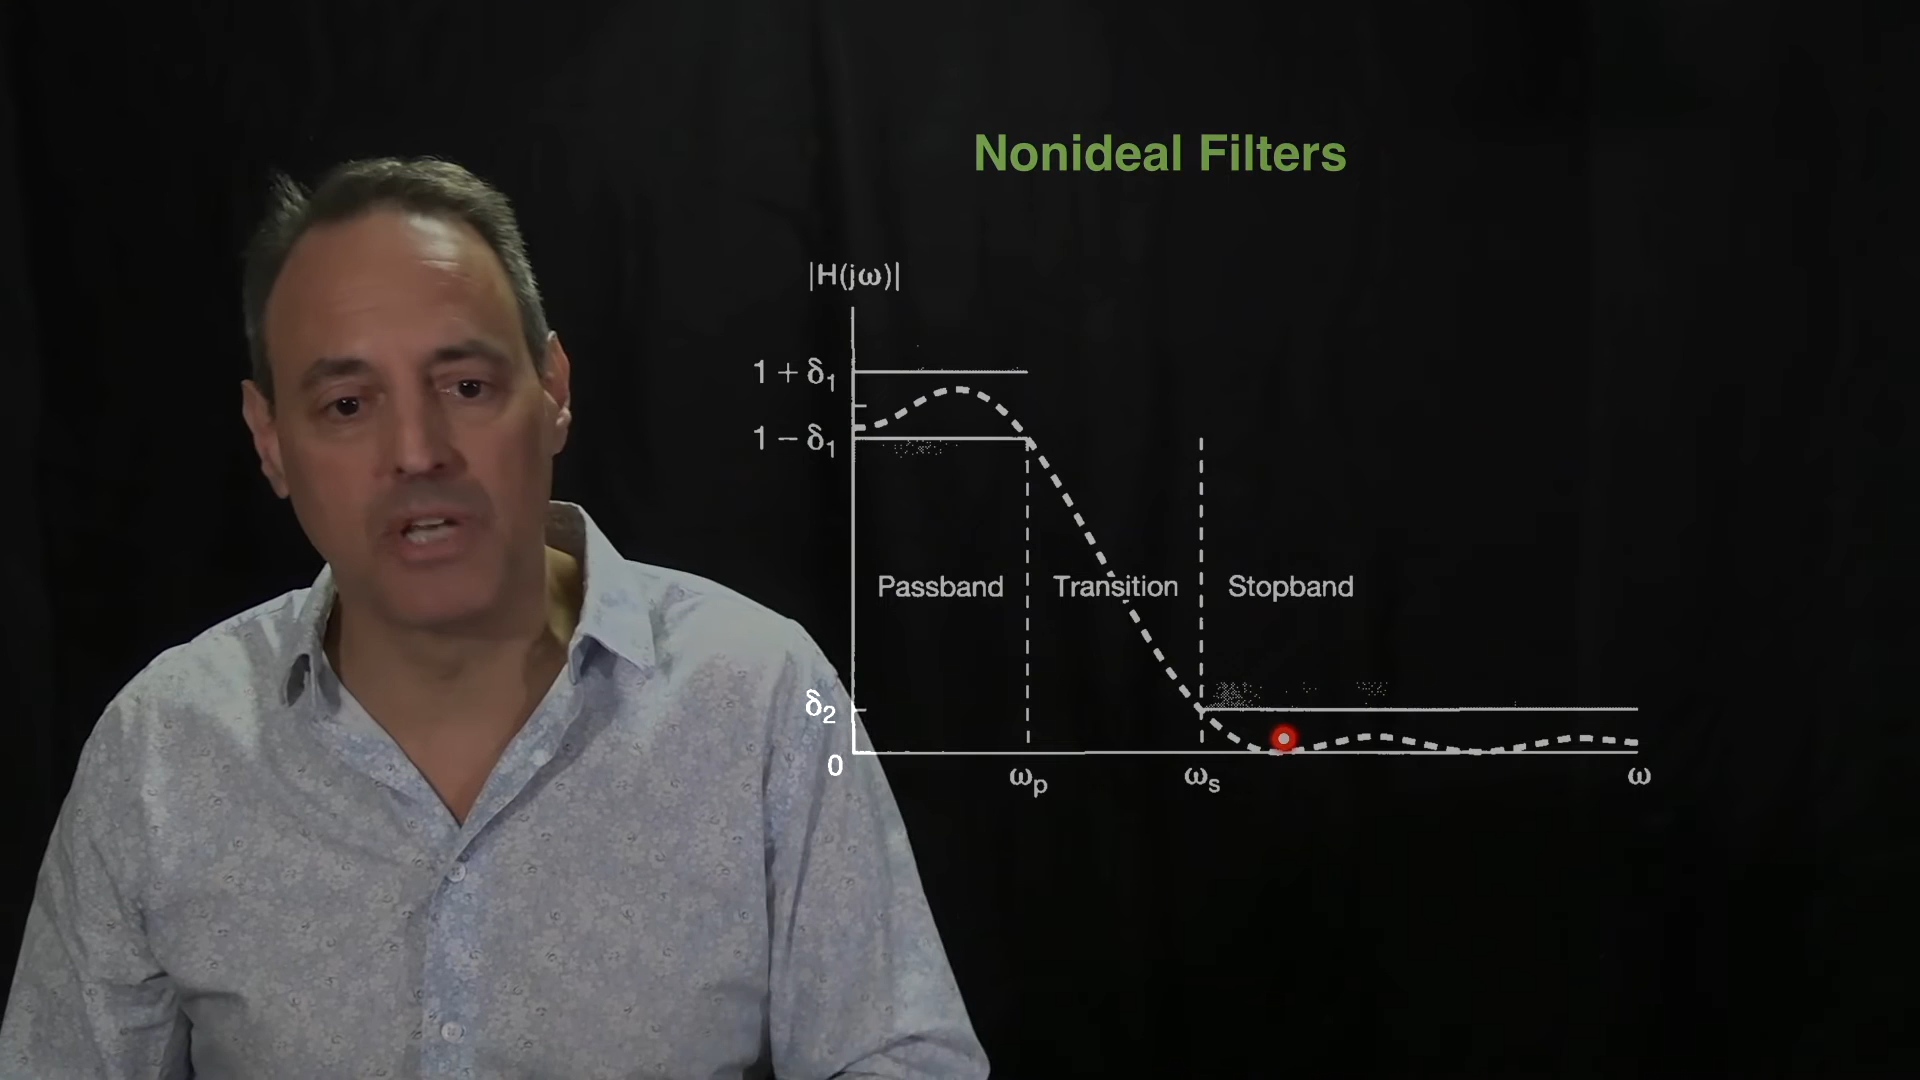 Nonideal Filters
|H(jω)|
1 + δ₁
1 − δ₁
Passband Transition Stopband
δ₂
0
ωₚ ωₛ ω